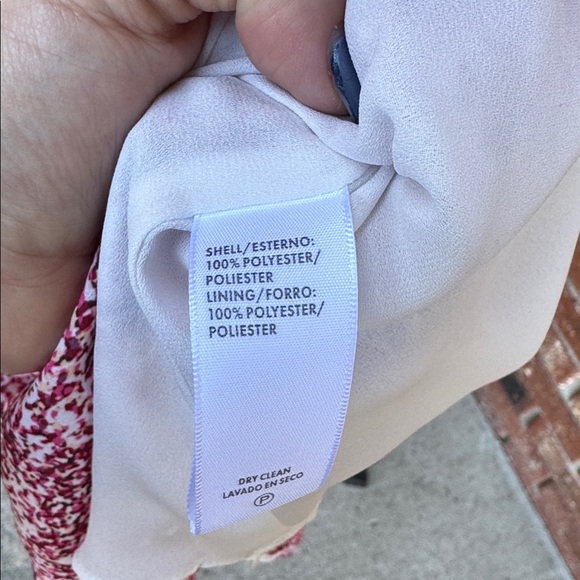 SHELL/ESTERNO:
100% POLYESTER/
POLIESTER
LINING/FORRO:
100% POLYESTER/
POLIESTER
DRY CLEAN
LAVADO EN SECO
P